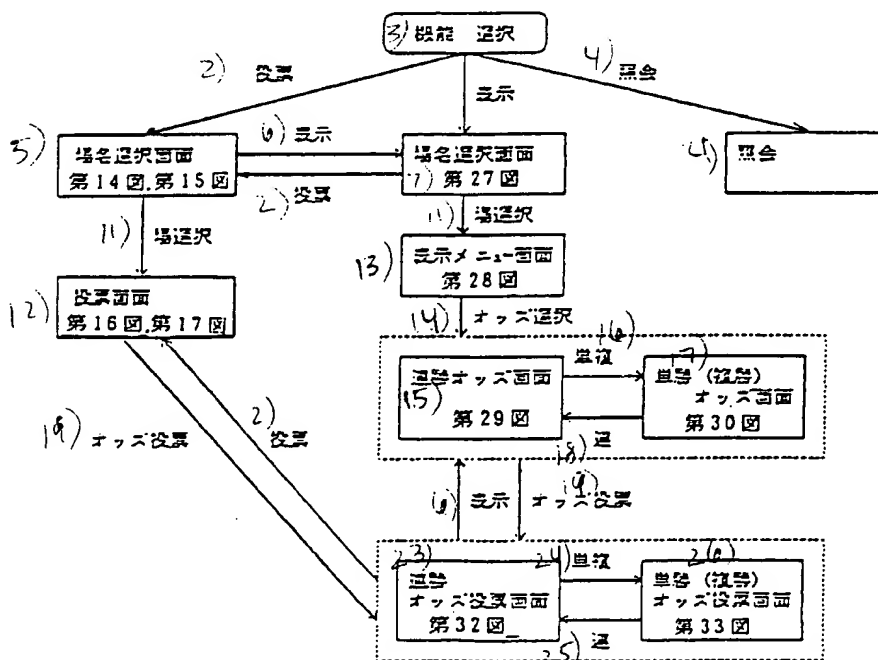 3) 機能 選択
2) 投票
4) 照会
表示
5) 場名選択画面
第14図.第15図
6) 表示
2) 投票
場名選択画面
7) 第27図
4) 照会
11) 場選択
11) 場選択
13) 表示メニュー画面
第28図
12) 投票画面
第16図.第17図
14) オッズ選択
連勝オッズ画面
15)
第29図
16) 単複
18) 連
17) 単勝(複勝)
オッズ画面
第30図
19) オッズ投票
2) 投票
6) 表示
19) オッズ投票
23) 連勝
オッズ投票画面
第32図
24) 単複
25) 連
26) 単勝(複勝)
オッズ投票画面
第33図